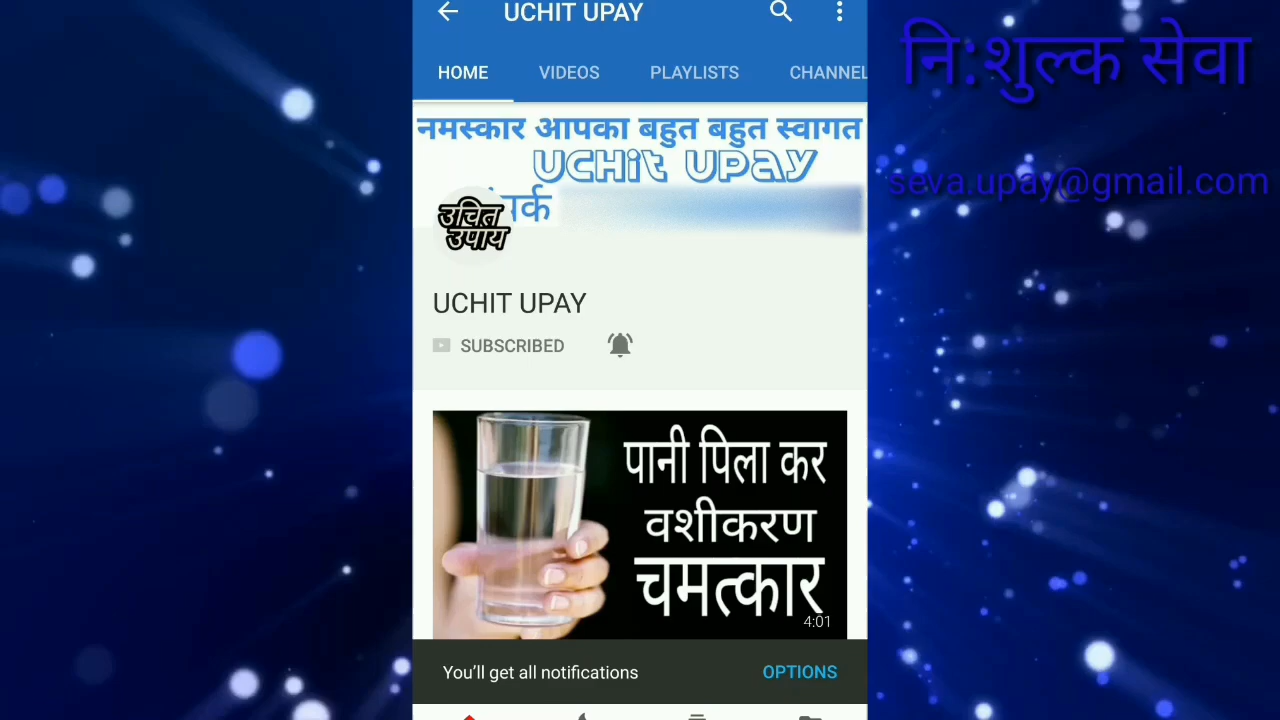 UCHIT UPAY
HOME VIDEOS PLAYLISTS CHANNEL
नमस्कार आपका बहुत बहुत स्वागत
UCHIT UPAY
उचित
उपाय
UCHIT UPAY
SUBSCRIBED
पानी पिला कर
वशीकरण
चमत्कार
4:01
You'll get all notifications OPTIONS
नि:शुल्क सेवा
seva.upay@gmail.com